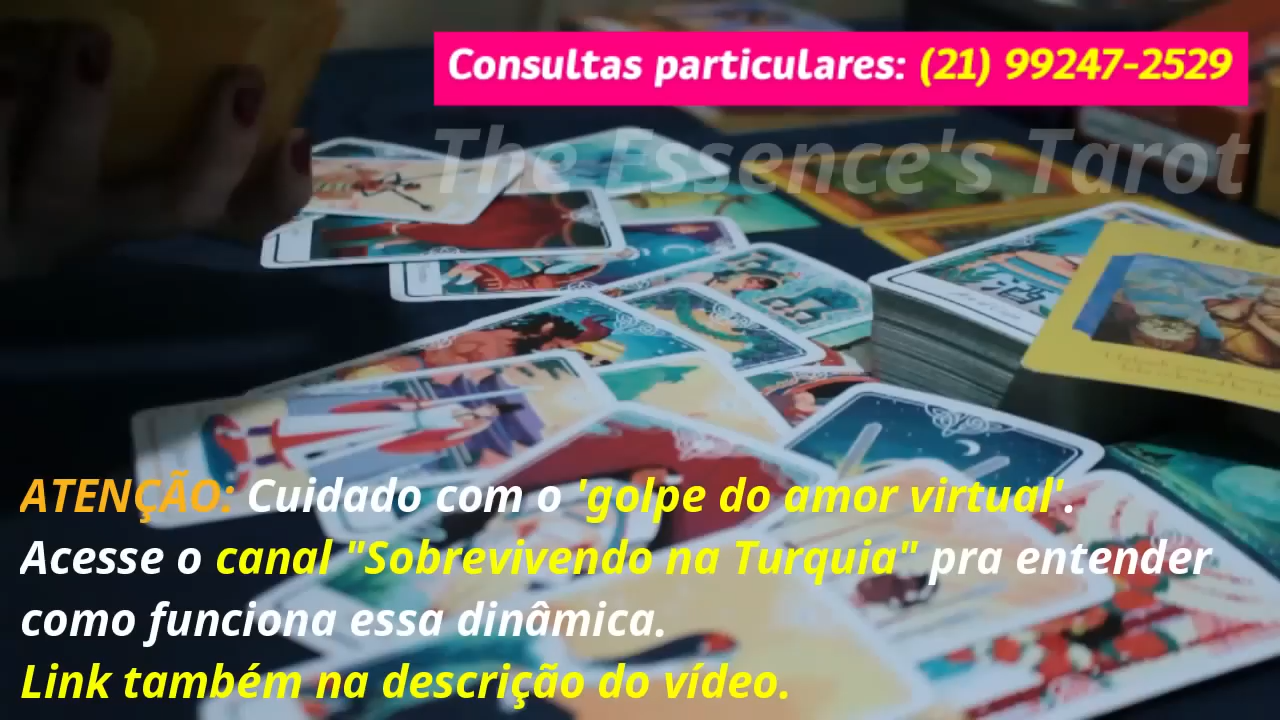 Consultas particulares: (21) 99247-2529
The Essence's Tarot
ATENÇÃO: Cuidado com o 'golpe do amor virtual'.
Acesse o canal "Sobrevivendo na Turquia" pra entender
como funciona essa dinâmica.
Link também na descrição do vídeo.